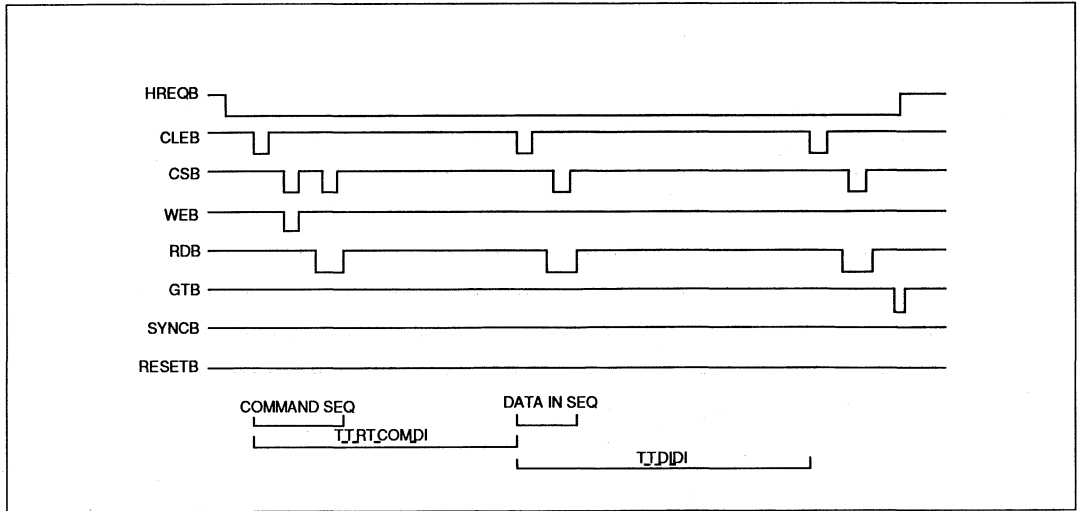 HREQB
CLEB
CSB
WEB
RDB
GTB
SYNCB
RESETB
COMMAND SEQ
DATA IN SEQ
T_T_RT_COM_DI
T_T_DI_DI